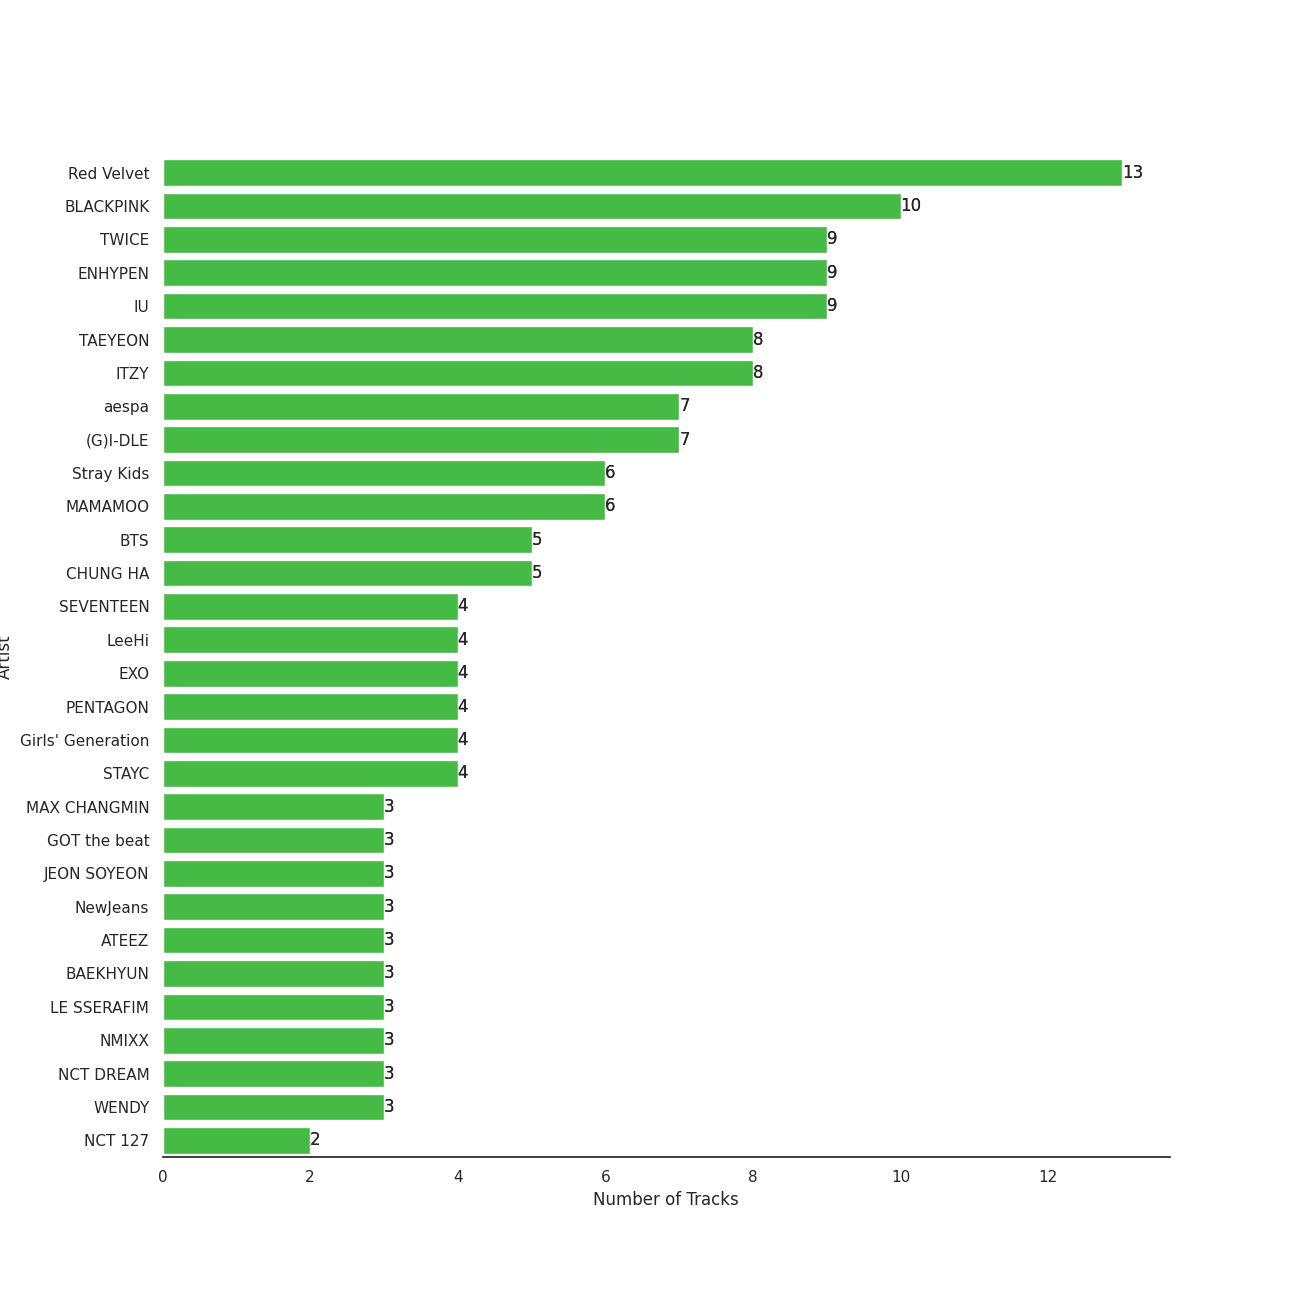 Red Velvet 13
BLACKPINK 10
TWICE 9
ENHYPEN 9
IU 9
TAEYEON 8
ITZY 8
aespa 7
(G)I-DLE 7
Stray Kids 6
MAMAMOO 6
BTS 5
CHUNG HA 5
SEVENTEEN 4
LeeHi 4
EXO 4
PENTAGON 4
Girls' Generation 4
STAYC 4
MAX CHANGMIN 3
GOT the beat 3
JEON SOYEON 3
NewJeans 3
ATEEZ 3
BAEKHYUN 3
LE SSERAFIM 3
NMIXX 3
NCT DREAM 3
WENDY 3
NCT 127 2
0 2 4 6 8 10 12
Number of Tracks
Artist